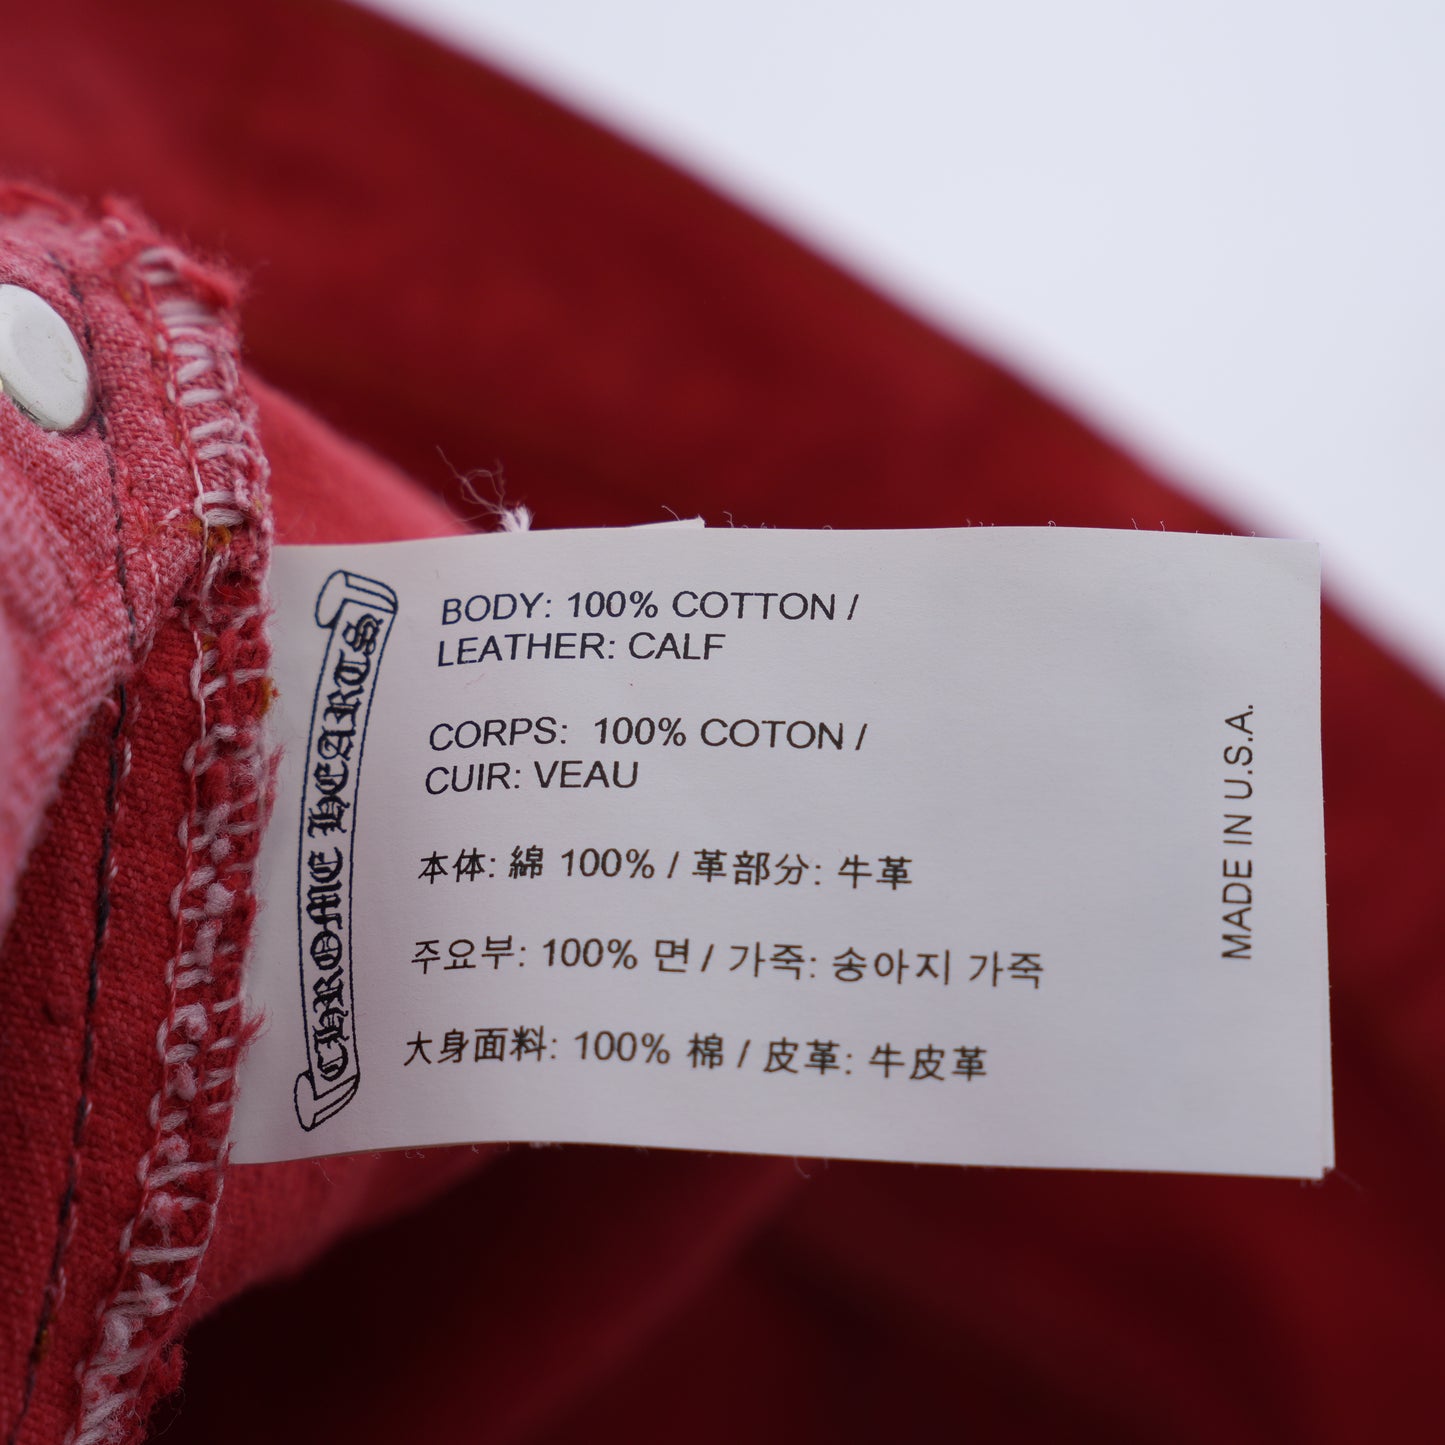 CHROME HEARTS
BODY: 100% COTTON /
LEATHER: CALF
CORPS: 100% COTON /
CUIR: VEAU
本体: 綿 100% / 革部分: 牛革
주요부: 100% 면 / 가죽: 송아지 가죽
大身面料: 100% 棉 / 皮革: 牛皮革
MADE IN U.S.A.